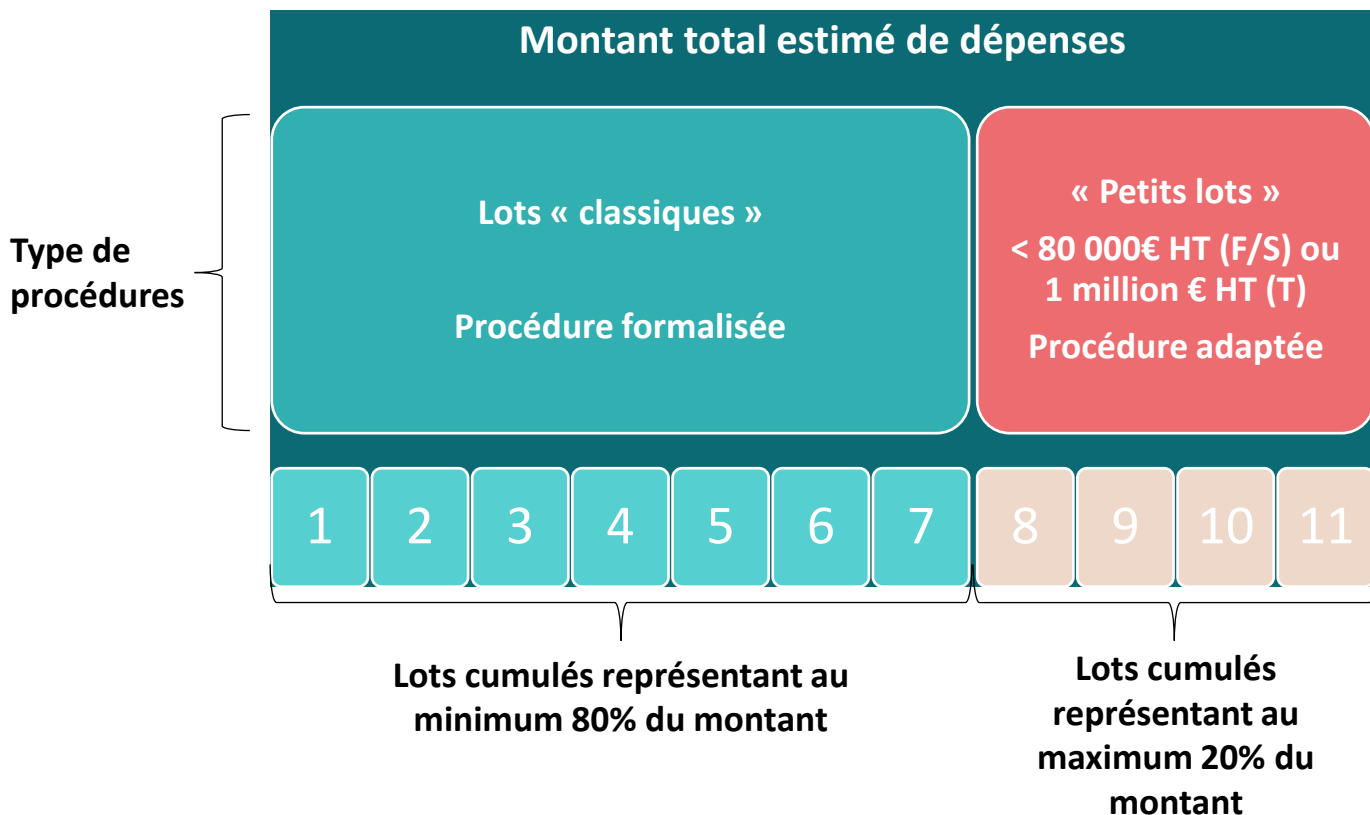 Montant total estimé de dépenses
Type de
procédures
Lots « classiques »
Procédure formalisée
« Petits lots »
< 80 000€ HT (F/S) ou
1 million € HT (T)
Procédure adaptée
1 2 3 4 5 6 7 8 9 10 11
Lots cumulés représentant au
minimum 80% du montant
Lots cumulés
représentant au
maximum 20% du
montant